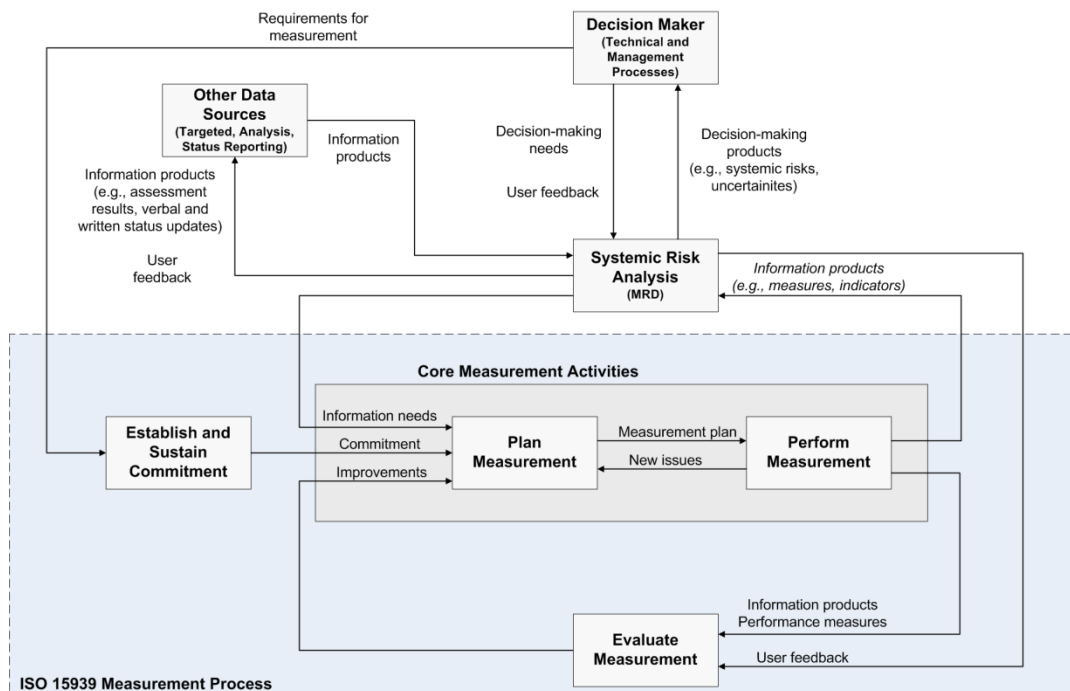 Requirements for
measurement
Decision Maker
(Technical and
Management
Processes)
Other Data
Sources
(Targeted, Analysis,
Status Reporting)
Information
products
Decision-making
needs
User feedback
Decision-making
products
(e.g., systemic risks,
uncertainites)
Information products
(e.g., assessment
results, verbal and
written status updates)
User
feedback
Systemic Risk
Analysis
(MRD)
Information products
(e.g., measures, indicators)
Core Measurement Activities
Establish and
Sustain
Commitment
Information needs
Commitment
Improvements
Plan
Measurement
Measurement plan
New issues
Perform
Measurement
Information products
Performance measures
User feedback
Evaluate
Measurement
ISO 15939 Measurement Process